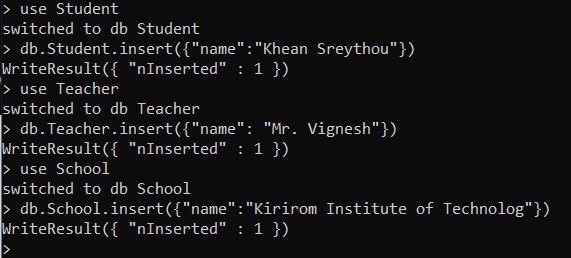 > use Student
switched to db Student
> db.Student.insert({"name":"Khean Sreythou"})
WriteResult({ "nInserted" : 1 })
> use Teacher
switched to db Teacher
> db.Teacher.insert({"name": "Mr. Vignesh"})
WriteResult({ "nInserted" : 1 })
> use School
switched to db School
> db.School.insert({"name":"Kirirom Institute of Technolog"})
WriteResult({ "nInserted" : 1 })
>